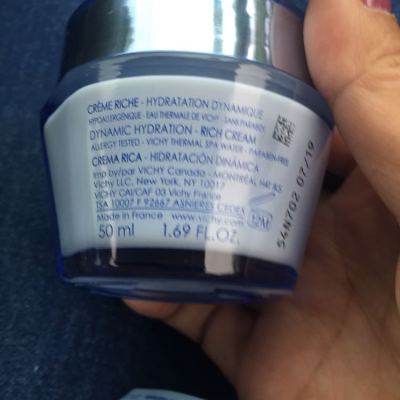 CRÈME RICHE - HYDRATATION DYNAMIQUE
HYPOALLERGÉNIQUE - EAU THERMALE DE VICHY - SANS PARABEN
DYNAMIC HYDRATION - RICH CREAM
ALLERGY TESTED - VICHY THERMAL SPA WATER - PARABEN-FREE
CREMA RICA - HIDRATACIÓN DINÁMICA
Imp by/par VICHY Canada - MONTRÉAL H4T 1K5
Vichy LLC, New York, NY 10017
VICHY CAI/CAF 03 Vichy France
TSA 10007 F 92667 ASNIERES CEDEX
Made in France www.vichy.com
50 ml 1.69 FL.OZ.
12M
54N702 07/19